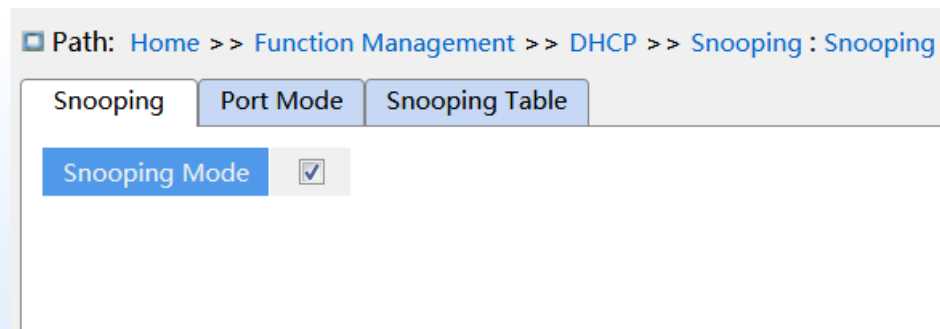 Path: Home >> Function Management >> DHCP >> Snooping : Snooping
Snooping Port Mode Snooping Table
Snooping Mode